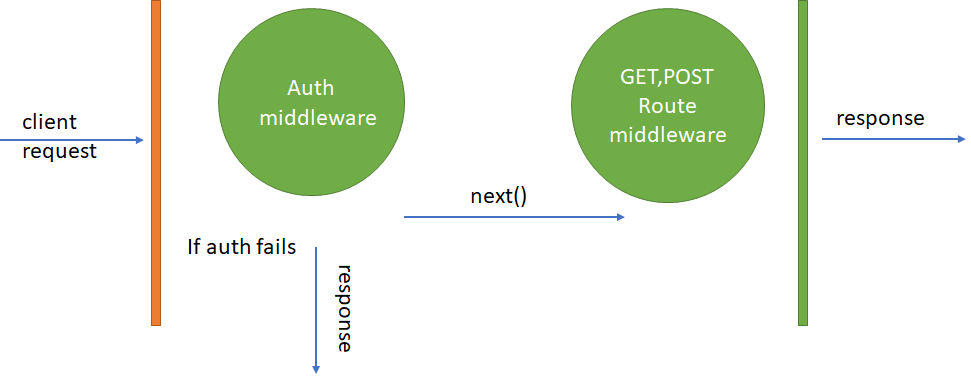 client
request
Auth
middleware
GET,POST
Route
middleware
response
next()
If auth fails
response